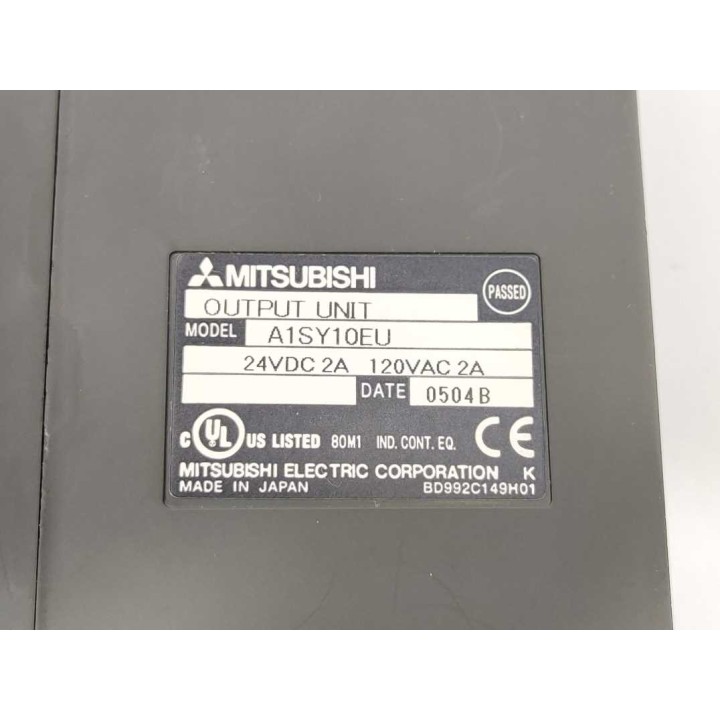 MITSUBISHI
PASSED
OUTPUT UNIT
MODEL A1SY10EU
24VDC 2A 120VAC 2A
DATE 0504B
C UL US LISTED 80M1 IND. CONT. EQ. CE
MITSUBISHI ELECTRIC CORPORATION K
MADE IN JAPAN BD992C149H01